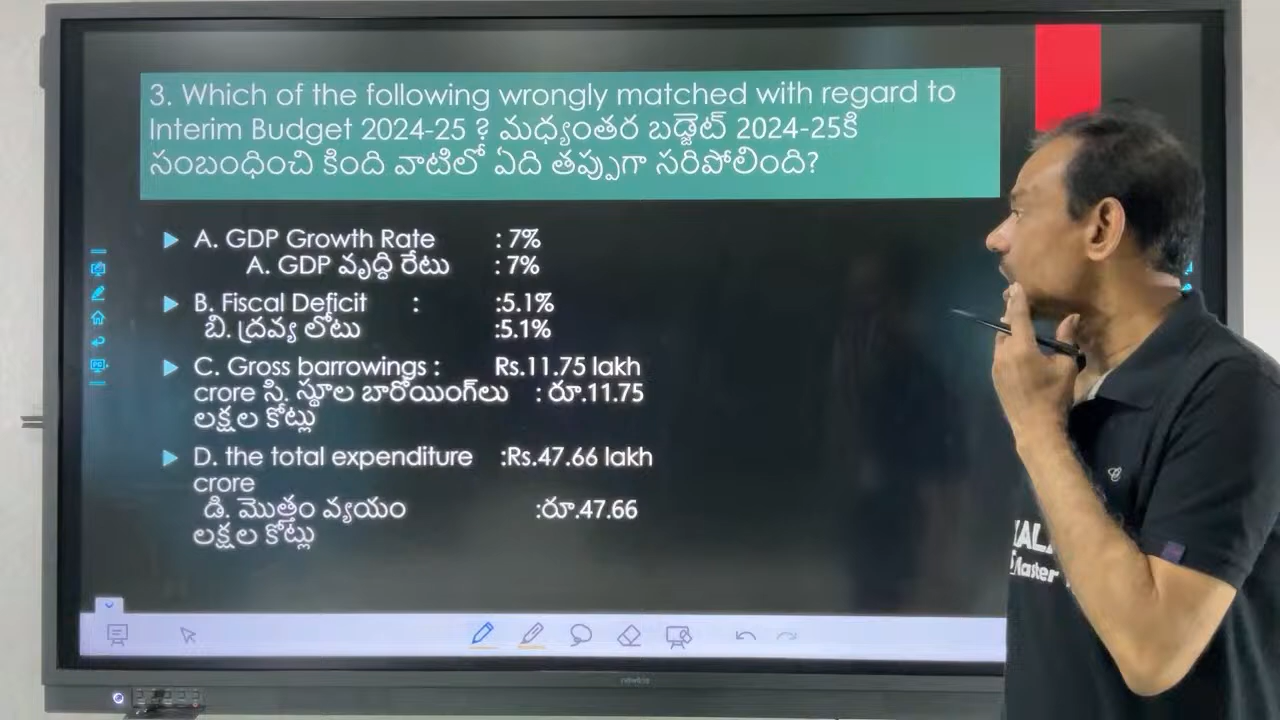 3. Which of the following wrongly matched with regard to
Interim Budget 2024-25 ? మధ్యంతర బడ్జెట్ 2024-25కి
సంబంధించి కింది వాటిలో ఏది తప్పుగా సరిపోలింది?
A. GDP Growth Rate : 7%
A. GDP వృద్ధి రేటు : 7%
B. Fiscal Deficit : :5.1%
బి. ద్రవ్య లోటు :5.1%
C. Gross barrowings : Rs.11.75 lakh
crore సి. స్థూల బారోయింగ్‌లు : రూ.11.75
లక్షల కోట్లు
D. the total expenditure :Rs.47.66 lakh
crore
డి. మొత్తం వ్యయం :రూ.47.66
లక్షల కోట్లు
Master